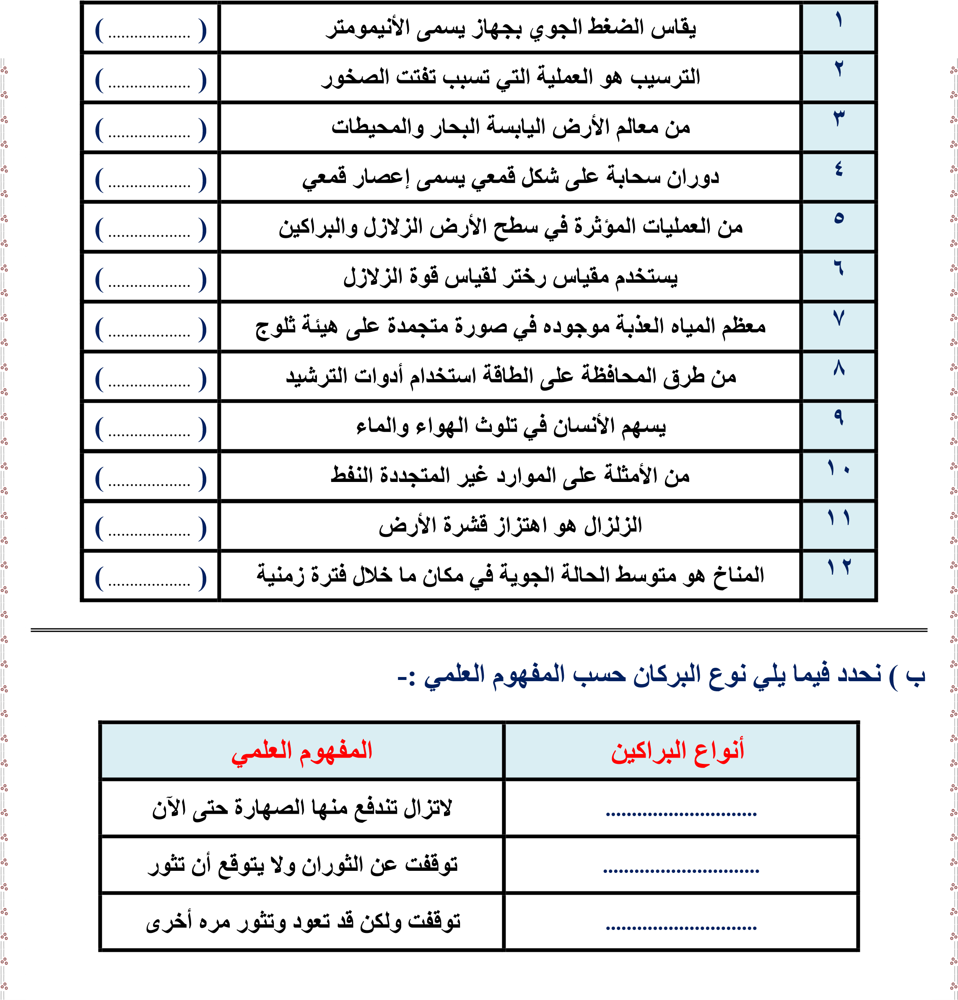 ١ يقاس الضغط الجوي بجهاز يسمى الأنيمومتر ( .................. )
٢ الترسيب هو العملية التي تسبب تفتت الصخور ( .................. )
٣ من معالم الأرض اليابسة البحار والمحيطات ( .................. )
٤ دوران سحابة على شكل قمعي يسمى إعصار قمعي ( .................. )
٥ من العمليات المؤثرة في سطح الأرض الزلازل والبراكين ( .................. )
٦ يستخدم مقياس رختر لقياس قوة الزلازل ( .................. )
٧ معظم المياه العذبة موجوده في صورة متجمدة على هيئة ثلوج ( .................. )
٨ من طرق المحافظة على الطاقة استخدام أدوات الترشيد ( .................. )
٩ يسهم الأنسان في تلوث الهواء والماء ( .................. )
١٠ من الأمثلة على الموارد غير المتجددة النفط ( .................. )
١١ الزلزال هو اهتزاز قشرة الأرض ( .................. )
١٢ المناخ هو متوسط الحالة الجوية في مكان ما خلال فترة زمنية ( .................. )
ب ) نحدد فيما يلي نوع البركان حسب المفهوم العلمي :-
أنواع البراكين المفهوم العلمي
............................. لاتزال تندفع منها الصهارة حتى الآن
.............................. توقفت عن الثوران ولا يتوقع أن تثور
............................. توقفت ولكن قد تعود وتثور مره أخرى